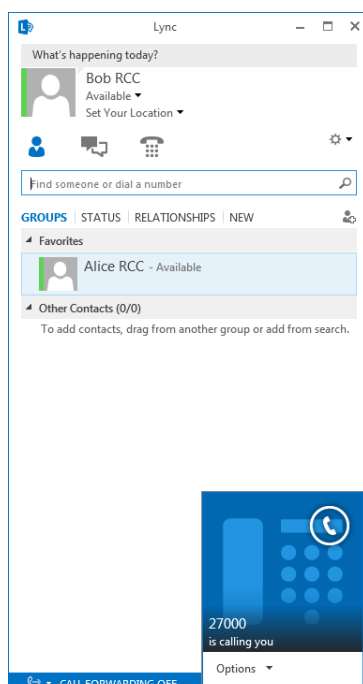 Lync
What's happening today?
Bob RCC
Available
Set Your Location
Find someone or dial a number
GROUPS STATUS RELATIONSHIPS NEW
Favorites
Alice RCC - Available
Other Contacts (0/0)
To add contacts, drag from another group or add from search.
27000
is calling you
Options
CALL FORWARDING OFF